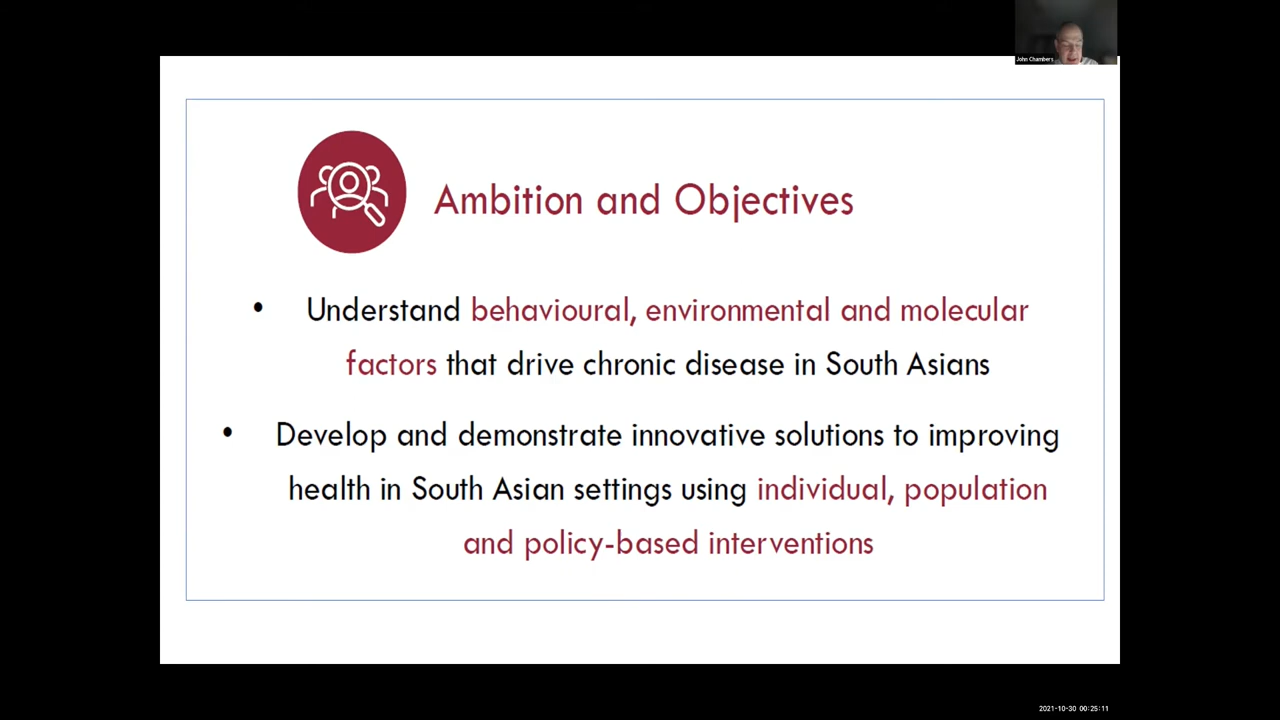 John Chambers
Ambition and Objectives
• Understand behavioural, environmental and molecular
factors that drive chronic disease in South Asians
• Develop and demonstrate innovative solutions to improving
health in South Asian settings using individual, population
and policy-based interventions
2021-10-30 00:25:11